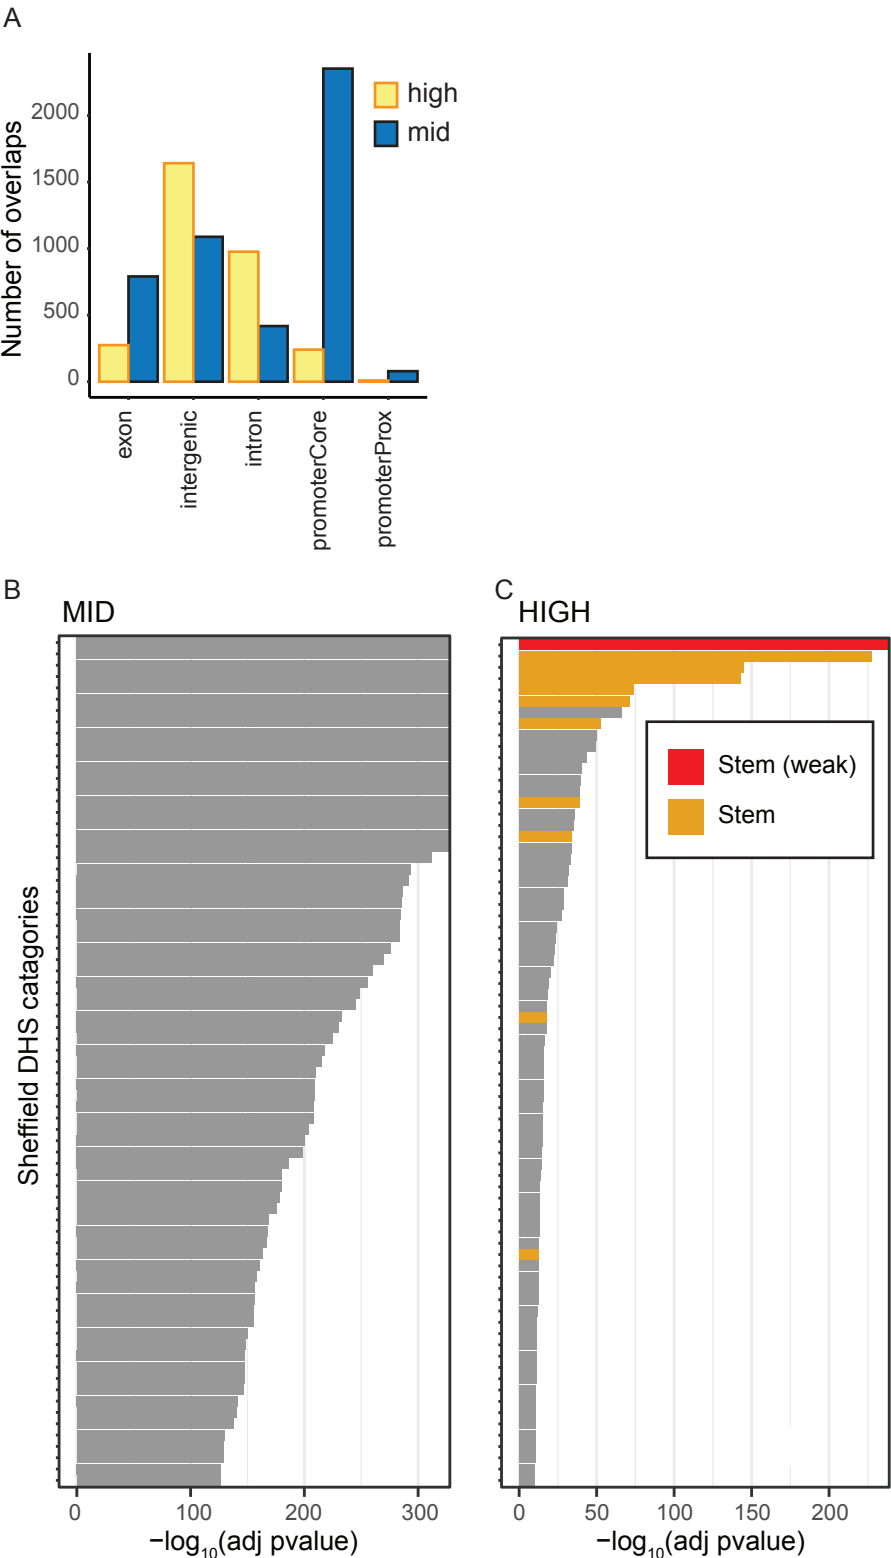 A
Number of overlaps
2000
1500
1000
500
0
high
mid
exon
intergenic
intron
promoterCore
promoterProx
B
MID
Sheffield DHS catagories
0 100 200 300
−log10(adj pvalue)
C
HIGH
Stem (weak)
Stem
0 50 100 150 200
−log10(adj pvalue)